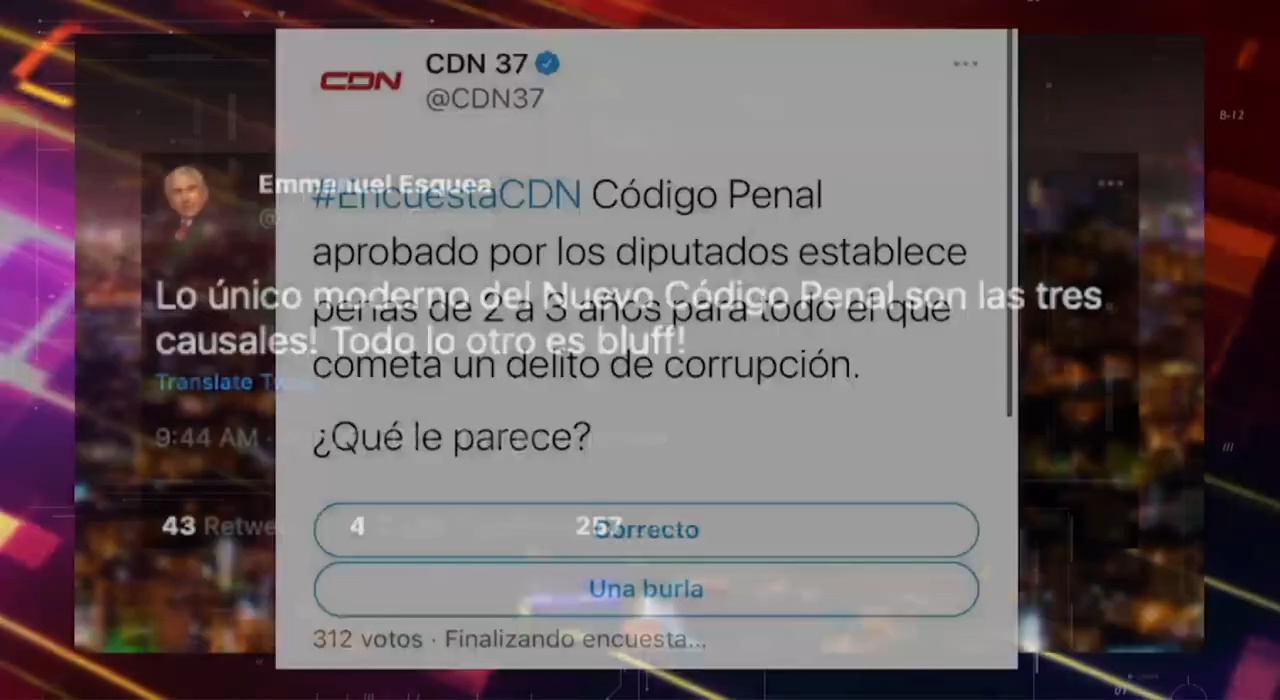 CDN
CDN 37
@CDN37
#EncuestaCDN Código Penal
aprobado por los diputados establece
penas de 2 a 3 años para todo el que
cometa un delito de corrupción.
¿Qué le parece?
Correcto
Una burla
312 votos · Finalizando encuesta...
Emmanuel Esquea
@
Lo único moderno del Nuevo Código Penal son las tres
causales! Todo lo otro es bluff!
Translate
9:44 AM ·
43 4 257
B-12